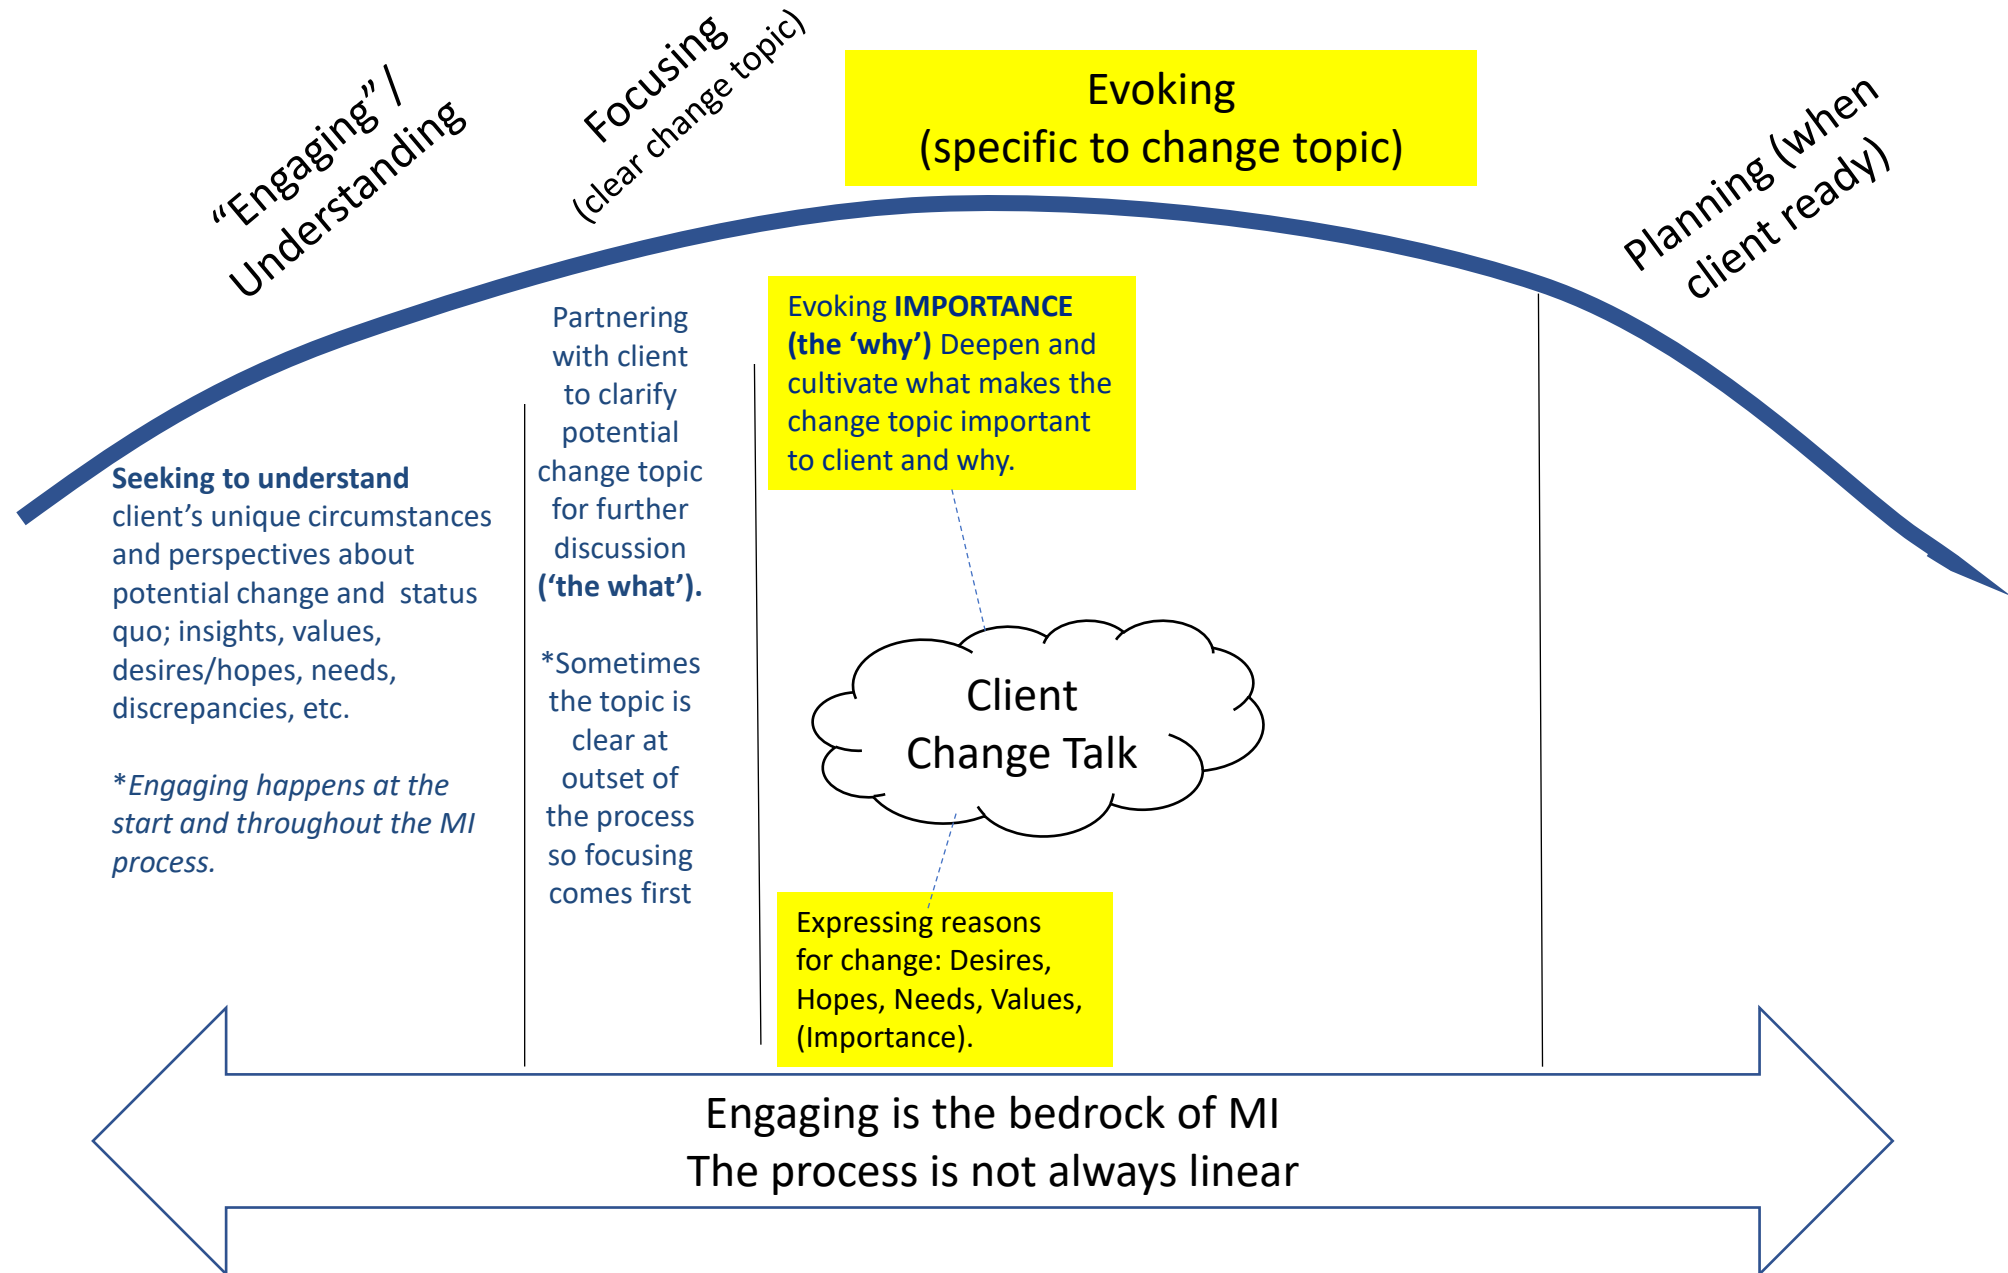 “Engaging” /
Understanding
Focusing
(clear change topic)
Evoking
(specific to change topic)
Planning (when
client ready)
Seeking to understand
client’s unique circumstances
and perspectives about
potential change and  status
quo; insights, values,
desires/hopes, needs,
discrepancies, etc.
*Engaging happens at the
start and throughout the MI
process.
Partnering
with client
to clarify
potential
change topic
for further
discussion
(‘the what’).
*Sometimes
the topic is
clear at
outset of
the process
so focusing
comes first
Evoking IMPORTANCE
(the ‘why’) Deepen and
cultivate what makes the
change topic important
to client and why.
Client
Change Talk
Expressing reasons
for change: Desires,
Hopes, Needs, Values,
(Importance).
Engaging is the bedrock of MI
The process is not always linear